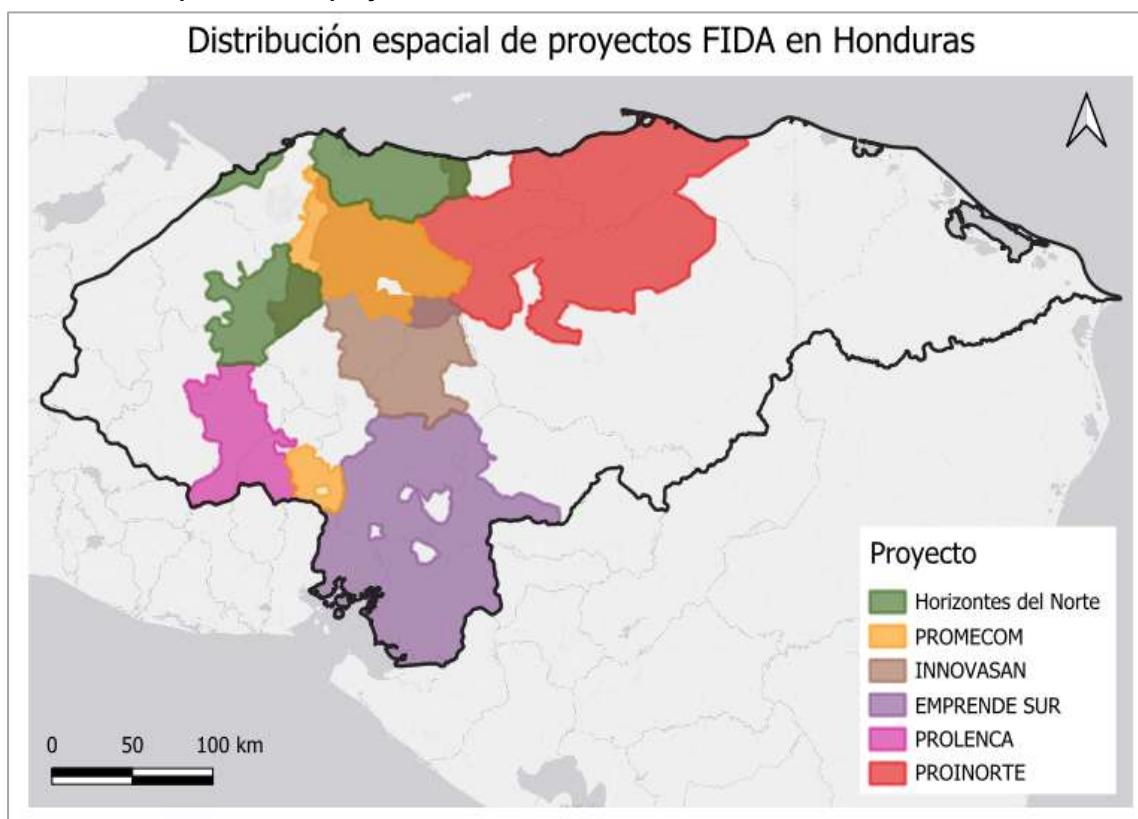 Distribución espacial de proyectos FIDA en Honduras
Proyecto
Horizontes del Norte
PROMECOM
INNOVASAN
EMPRENDE SUR
PROLENCA
PROINORTE
0 50 100 km